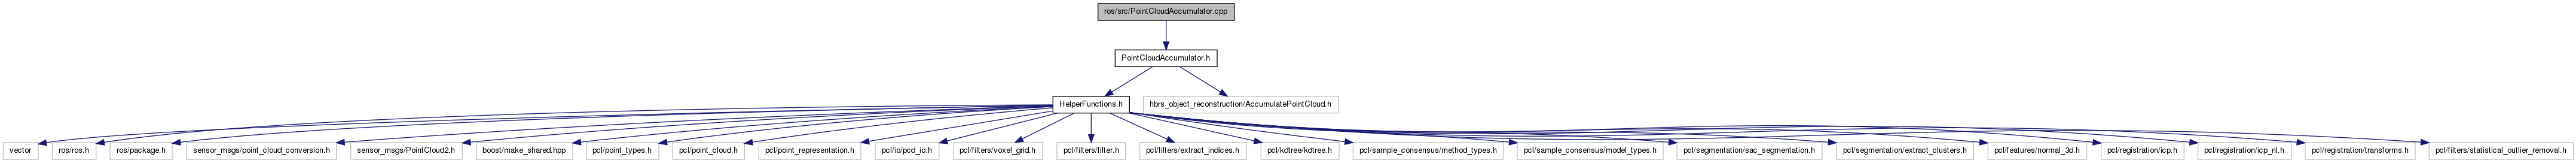 ros/src/PointCloudAccumulator.cpp
PointCloudAccumulator.h
HelperFunctions.h
hbrs_object_reconstruction/AccumulatePointCloud.h
vector
ros/ros.h
ros/package.h
sensor_msgs/point_cloud_conversion.h
sensor_msgs/PointCloud2.h
boost/make_shared.hpp
pcl/point_types.h
pcl/point_cloud.h
pcl/point_representation.h
pcl/io/pcd_io.h
pcl/filters/voxel_grid.h
pcl/filters/filter.h
pcl/filters/extract_indices.h
pcl/kdtree/kdtree.h
pcl/sample_consensus/method_types.h
pcl/sample_consensus/model_types.h
pcl/segmentation/sac_segmentation.h
pcl/segmentation/extract_clusters.h
pcl/features/normal_3d.h
pcl/registration/icp.h
pcl/registration/icp_nl.h
pcl/registration/transforms.h
pcl/filters/statistical_outlier_removal.h